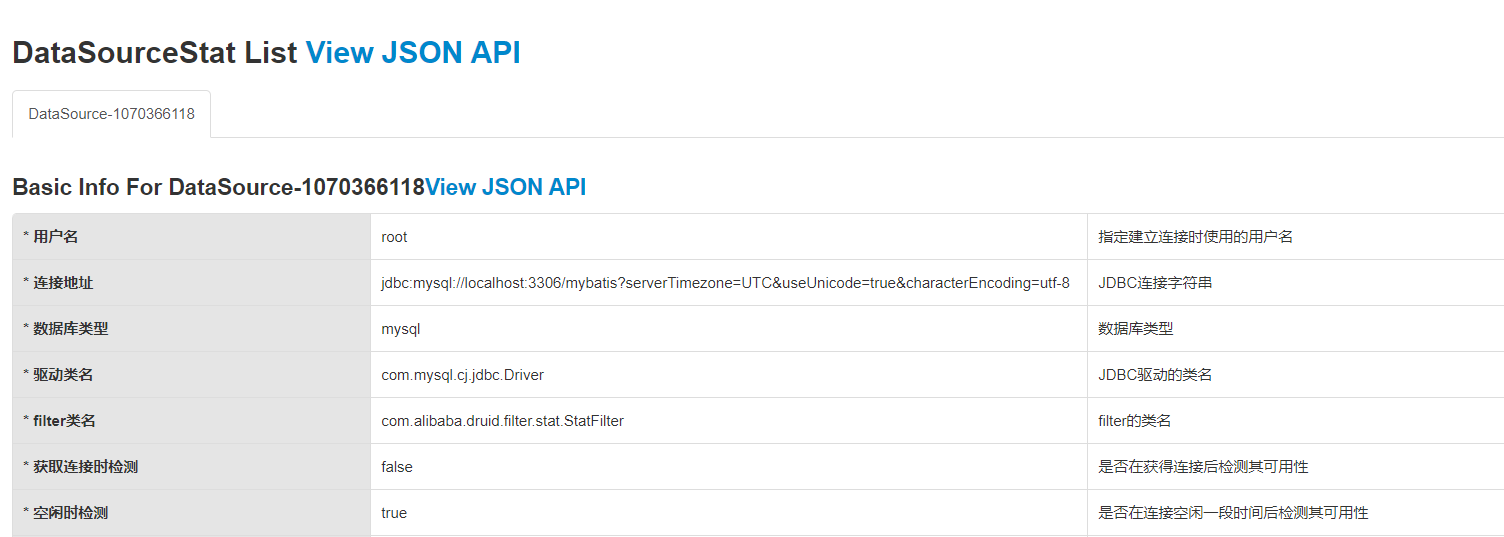 DataSourceStat List View JSON API
DataSource-1070366118
Basic Info For DataSource-1070366118View JSON API
* 用户名 root 指定建立连接时使用的用户名
* 连接地址 jdbc:mysql://localhost:3306/mybatis?serverTimezone=UTC&useUnicode=true&characterEncoding=utf-8 JDBC连接字符串
* 数据库类型 mysql 数据库类型
* 驱动类名 com.mysql.cj.jdbc.Driver JDBC驱动的类名
* filter类名 com.alibaba.druid.filter.stat.StatFilter filter的类名
* 获取连接时检测 false 是否在获得连接后检测其可用性
* 空闲时检测 true 是否在连接空闲一段时间后检测其可用性